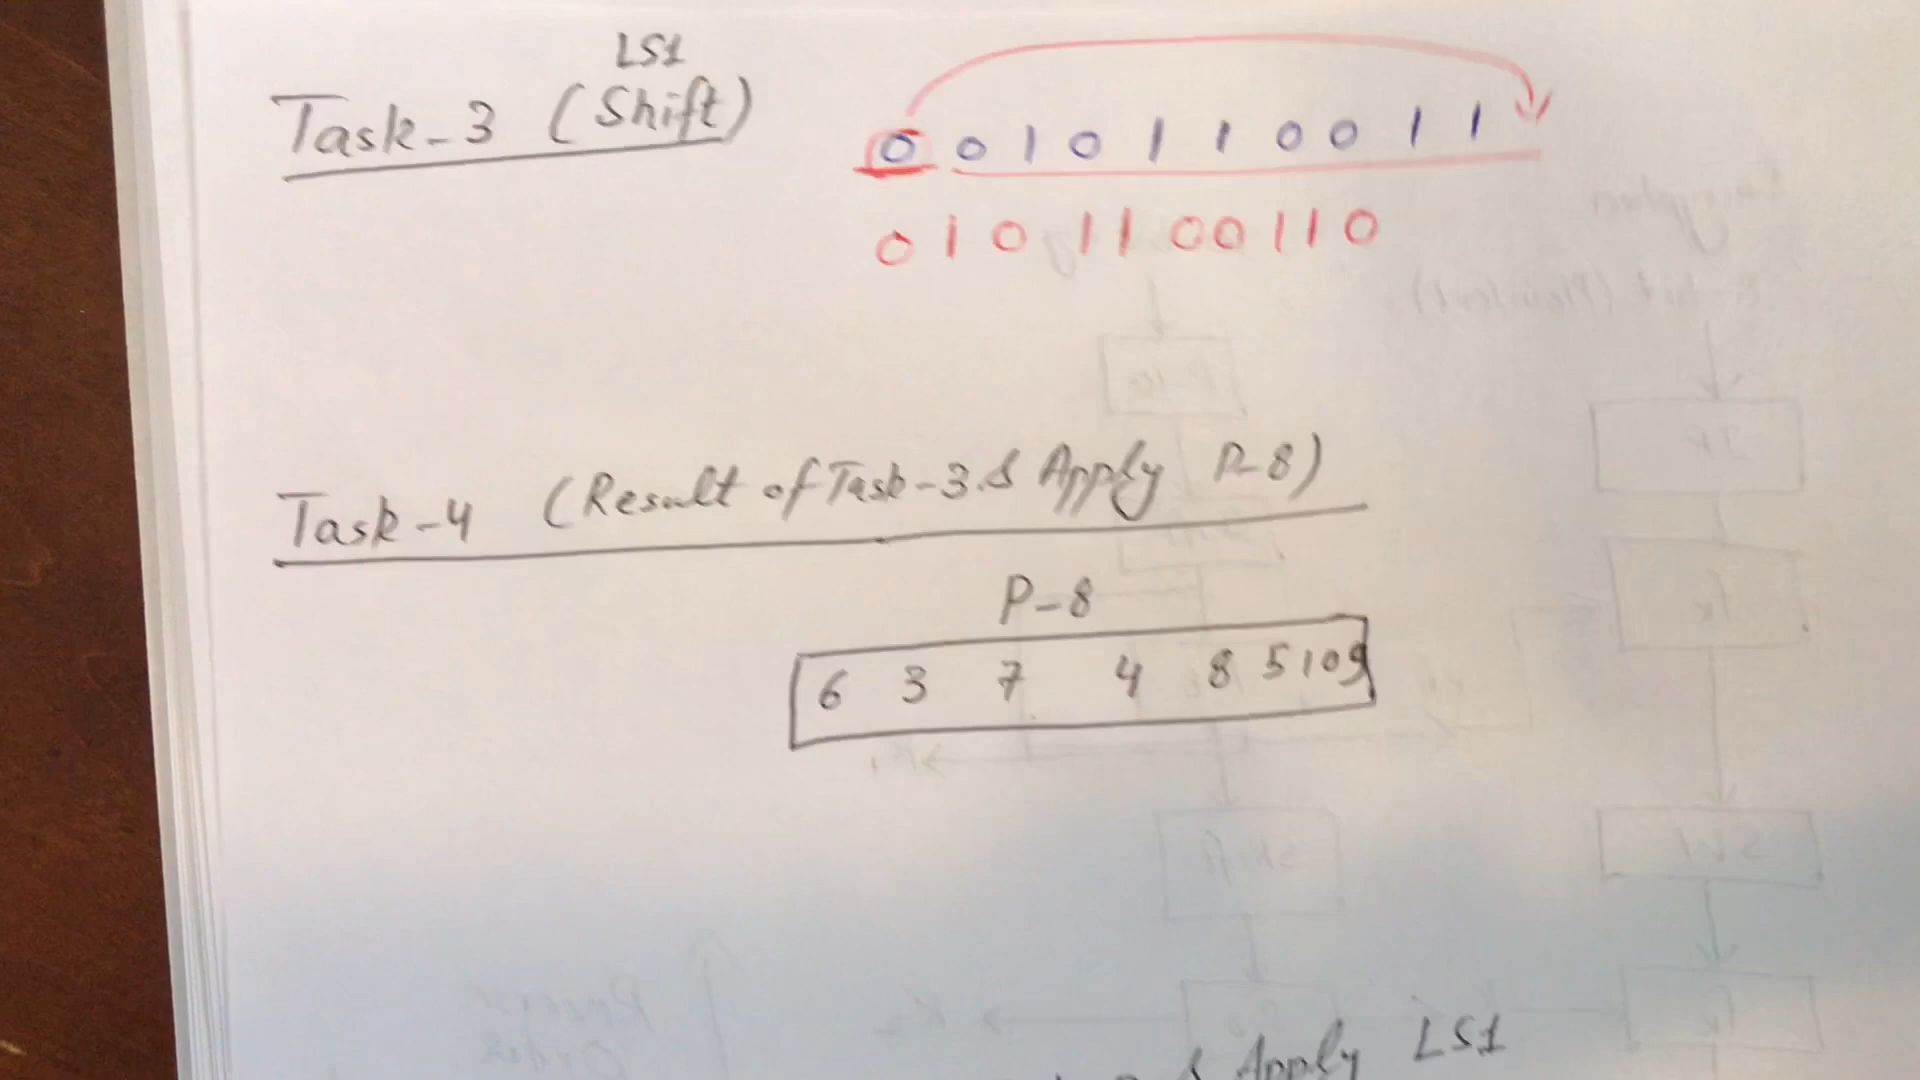 LS1
Task-3 (Shift) 0 0 1 0 1 1 0 0 1 1
0 1 0 1 1 0 0 1 1 0
Task-4 (Result of Task-3 & Apply P-8)
P-8
6 3 7 4 8 5 10 9
& Apply LS1